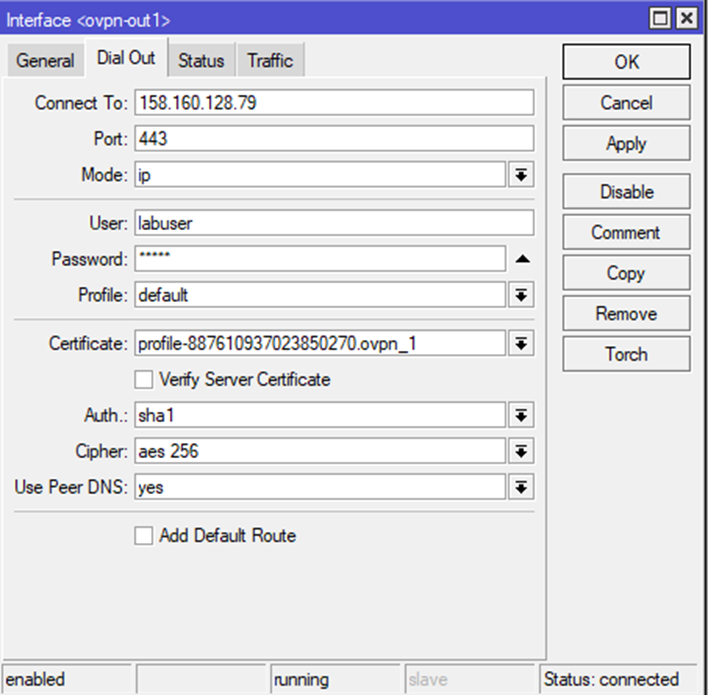 Interface <ovpn-out1>
General Dial Out Status Traffic
Connect To: 158.160.128.79
Port: 443
Mode: ip
User: labuser
Password: *****
Profile: default
Certificate: profile-887610937023850270.ovpn_1
Verify Server Certificate
Auth.: sha1
Cipher: aes 256
Use Peer DNS: yes
Add Default Route
OK
Cancel
Apply
Disable
Comment
Copy
Remove
Torch
enabled running slave Status: connected